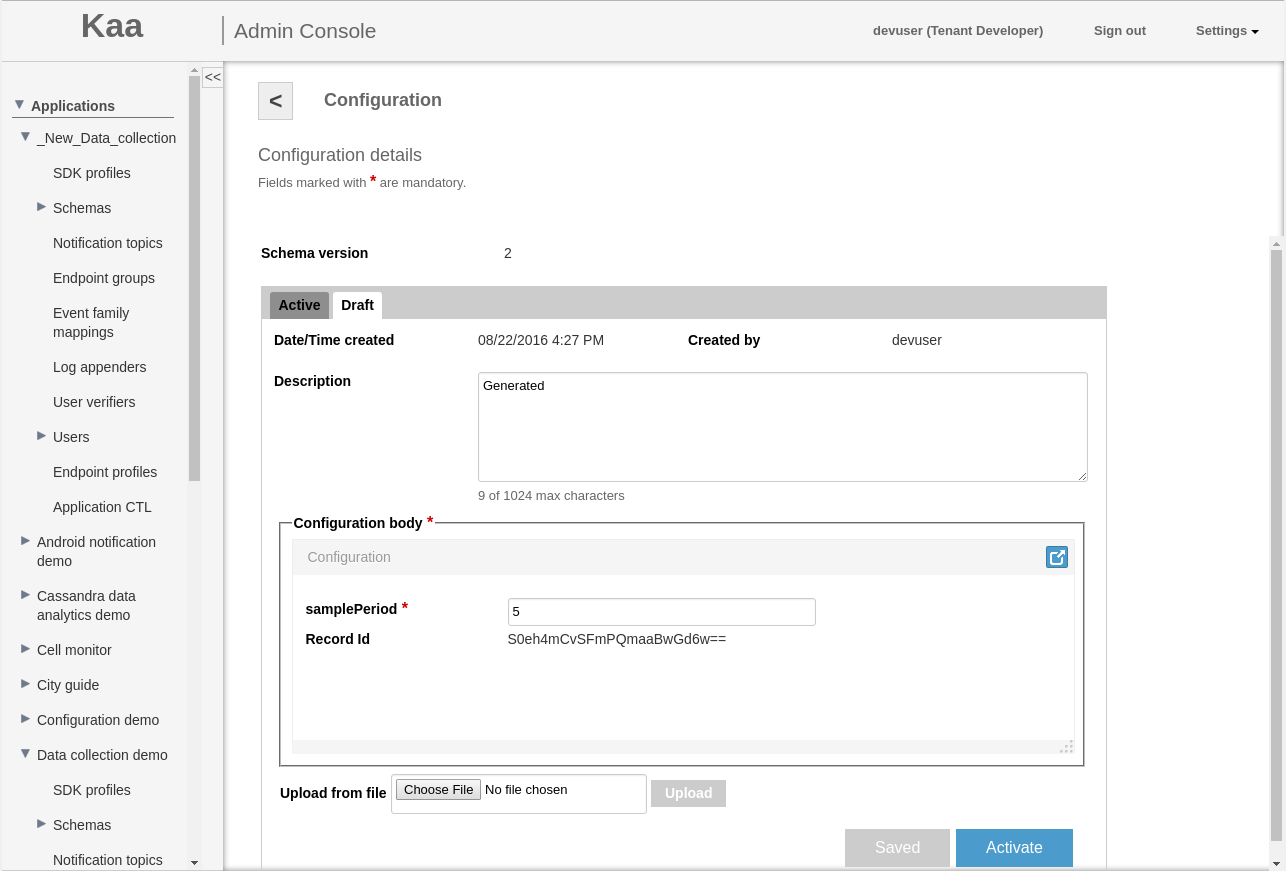 Kaa
Admin Console
devuser (Tenant Developer)
Sign out
Settings
<<
Applications
_New_Data_collection
SDK profiles
Schemas
Notification topics
Endpoint groups
Event family
mappings
Log appenders
User verifiers
Users
Endpoint profiles
Application CTL
Android notification
demo
Cassandra data
analytics demo
Cell monitor
City guide
Configuration demo
Data collection demo
SDK profiles
Schemas
Notification topics
< Configuration
Configuration details
Fields marked with * are mandatory.
Schema version 2
Active Draft
Date/Time created 08/22/2016 4:27 PM Created by devuser
Description Generated
9 of 1024 max characters
Configuration body *
Configuration
samplePeriod * 5
Record Id S0eh4mCvSFmPQmaaBwGd6w==
Upload from file Choose File No file chosen Upload
Saved Activate